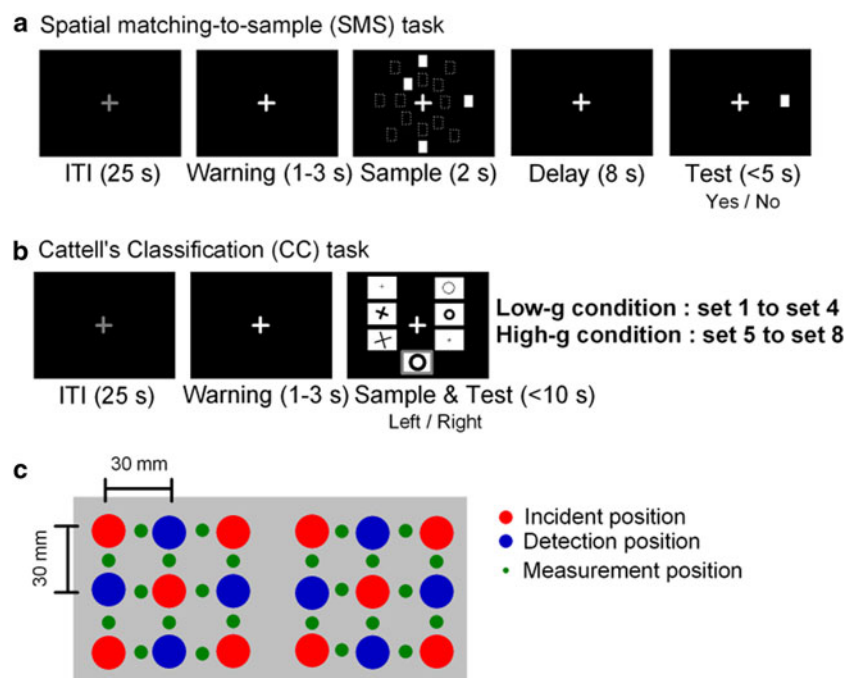 a Spatial matching-to-sample (SMS) task
ITI (25 s) Warning (1-3 s) Sample (2 s) Delay (8 s) Test (<5 s)
Yes / No
b Cattell's Classification (CC) task
Low-g condition : set 1 to set 4
High-g condition : set 5 to set 8
ITI (25 s) Warning (1-3 s) Sample & Test (<10 s)
Left / Right
c
30 mm
30 mm
Incident position
Detection position
Measurement position